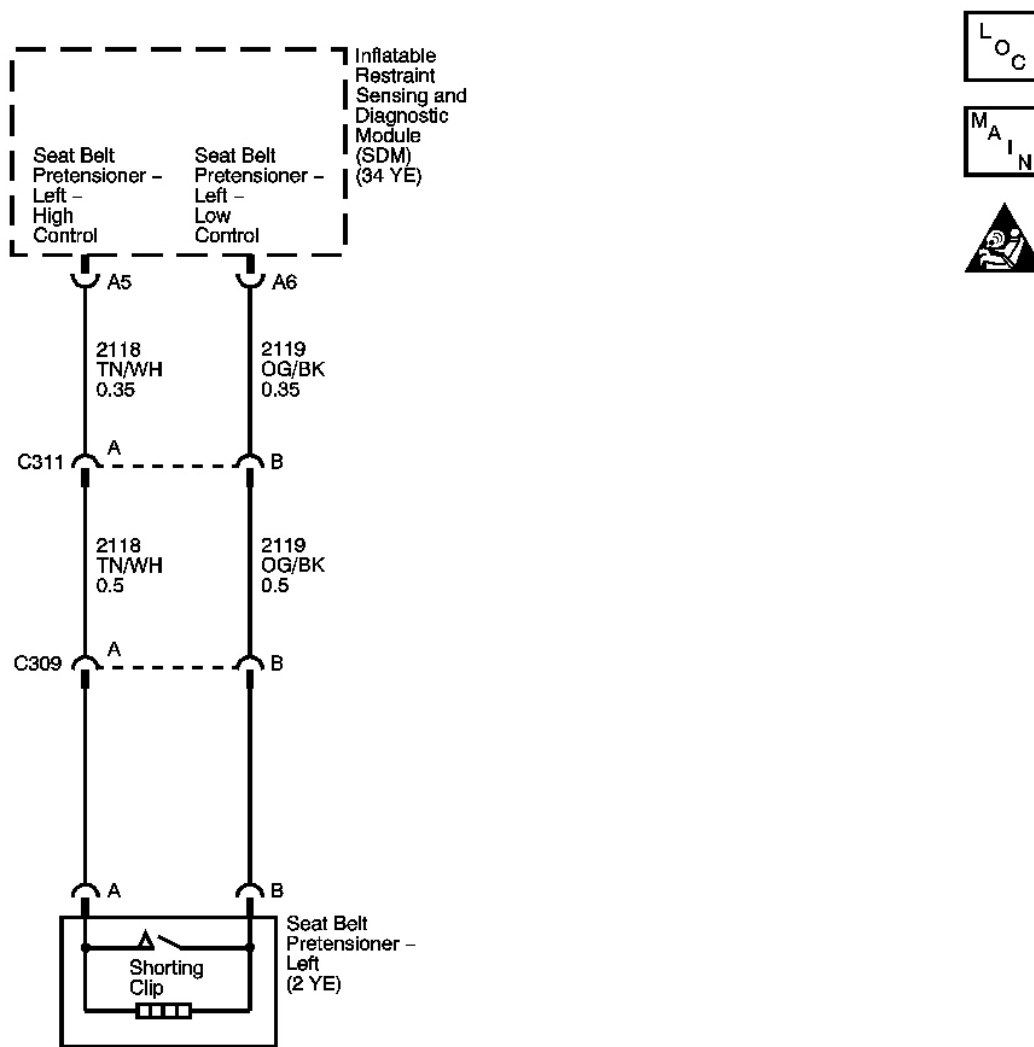 Inflatable
Restraint
Sensing and
Diagnostic
Module
(SDM)
(34 YE)
Seat Belt
Pretensioner –
Left –
High
Control
Seat Belt
Pretensioner –
Left –
Low
Control
LOC
MAIN
A5
A6
2118
TN/WH
0.35
2119
OG/BK
0.35
C311
A
B
2118
TN/WH
0.5
2119
OG/BK
0.5
C309
A
B
A
B
Seat Belt
Pretensioner –
Left
(2 YE)
Shorting
Clip